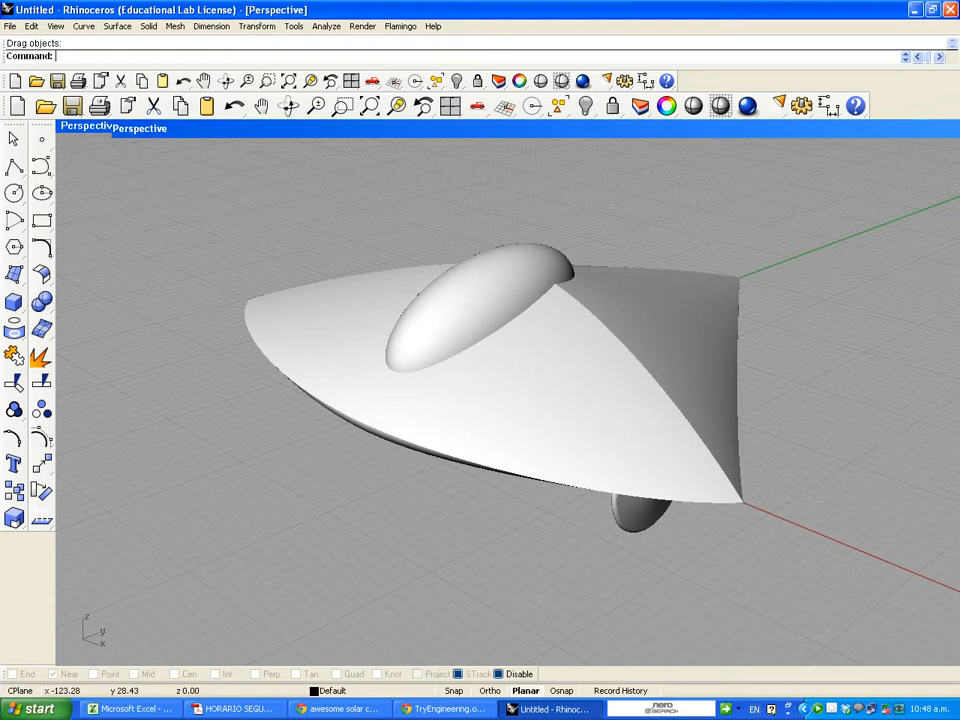 Untitled - Rhinoceros (Educational Lab License) - [Perspective]
File Edit View Curve Surface Solid Mesh Dimension Transform Tools Analyze Render Flamingo Help
Drag objects:
Command:
Perspectiv Perspective
z
y
x
End Near Point Mid Cen Int Perp Tan Quad Knot Project STrack Disable
CPlane x -123.28 y 28.43 z 0.00 Default Snap Ortho Planar Osnap Record History
start Microsoft Excel - ... HORARIO SEGU... awesome solar c... TryEngineering.o... Untitled - Rhinoc... nero SEARCH EN 10:48 a.m.